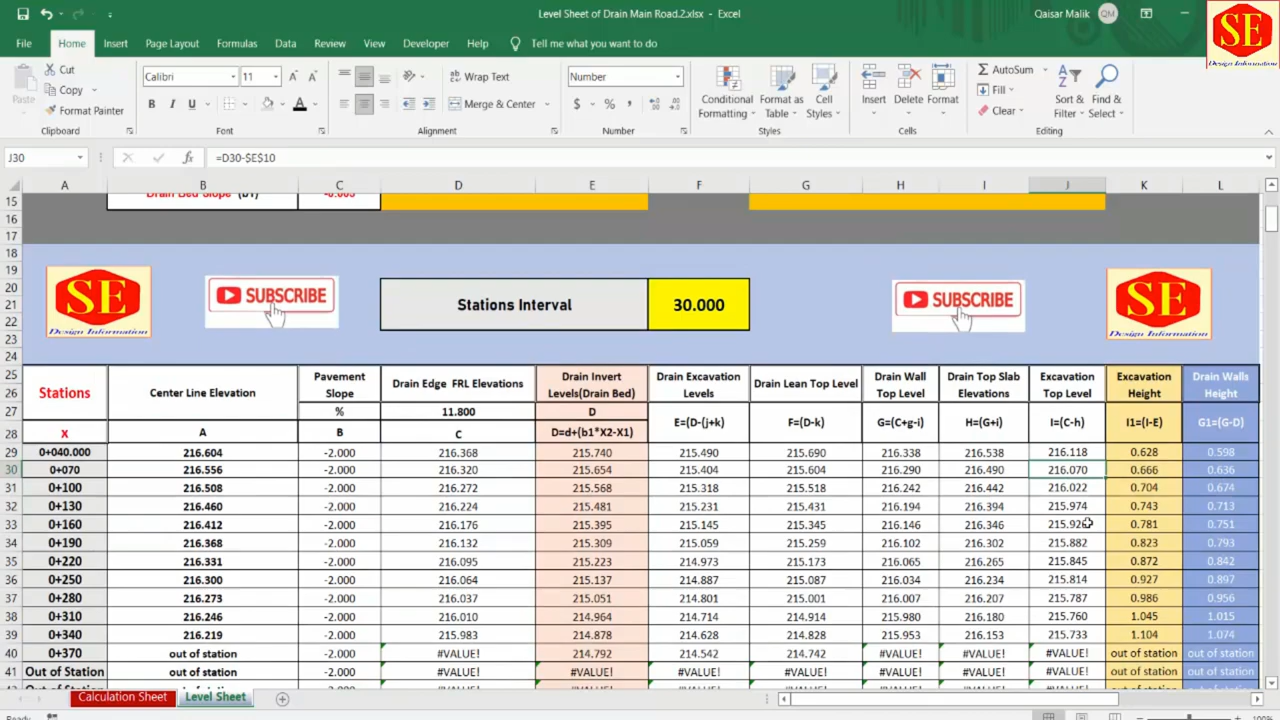 Level Sheet of Drain Main Road.2.xlsx - Excel
Qaisar Malik
QM
SE
Design Information
File Home Insert Page Layout Formulas Data Review View Developer Help Tell me what you want to do
Paste
Cut
Copy
Format Painter
Clipboard
Calibri 11
B I U
Font
Wrap Text
Merge & Center
Alignment
Number
$ % ,
Number
Conditional Formatting
Format as Table
Cell Styles
Styles
Insert Delete Format
Cells
AutoSum
Fill
Clear
Sort & Filter
Find & Select
Editing
J30 fx =D30-$E$10
A B C D E F G H I J K L
15 Drain Bed Slope (b1) -0.003
16
17
18
19
20
21
22
23
24
SE
Design Information
SUBSCRIBE
Stations Interval 30.000
SUBSCRIBE
SE
Design Information
25 Stations Center Line Elevation Pavement Slope Drain Edge FRL Elevations Drain Invert Levels(Drain Bed) Drain Excavation Levels Drain Lean Top Level Drain Wall Top Level Drain Top Slab Elevations Excavation Top Level Excavation Height Drain Walls Height
26
27 % 11.800 D E=(D-(j+k) F=(D-k) G=(C+g-i) H=(G+i) I=(C-h) I1=(I-E) G1=(G-D)
28 X A B C D=d+(b1*X2-X1)
29 0+040.000 216.604 -2.000 216.368 215.740 215.490 215.690 216.338 216.538 216.118 0.628 0.598
30 0+070 216.556 -2.000 216.320 215.654 215.404 215.604 216.290 216.490 216.070 0.666 0.636
31 0+100 216.508 -2.000 216.272 215.568 215.318 215.518 216.242 216.442 216.022 0.704 0.674
32 0+130 216.460 -2.000 216.224 215.481 215.231 215.431 216.194 216.394 215.974 0.743 0.713
33 0+160 216.412 -2.000 216.176 215.395 215.145 215.345 216.146 216.346 215.928 0.781 0.751
34 0+190 216.368 -2.000 216.132 215.309 215.059 215.259 216.102 216.302 215.882 0.823 0.793
35 0+220 216.331 -2.000 216.095 215.223 214.973 215.173 216.065 216.265 215.845 0.872 0.842
36 0+250 216.300 -2.000 216.064 215.137 214.887 215.087 216.034 216.234 215.814 0.927 0.897
37 0+280 216.273 -2.000 216.037 215.051 214.801 215.001 216.007 216.207 215.787 0.986 0.956
38 0+310 216.246 -2.000 216.010 214.964 214.714 214.914 215.980 216.180 215.760 1.045 1.015
39 0+340 216.219 -2.000 215.983 214.878 214.628 214.828 215.953 216.153 215.733 1.104 1.074
40 0+370 out of station -2.000 #VALUE! 214.792 214.542 214.742 #VALUE! #VALUE! #VALUE! out of station out of station
41 Out of Station out of station -2.000 #VALUE! #VALUE! #VALUE! #VALUE! #VALUE! #VALUE! #VALUE! out of station out of station
Calculation Sheet Level Sheet
Ready 100%